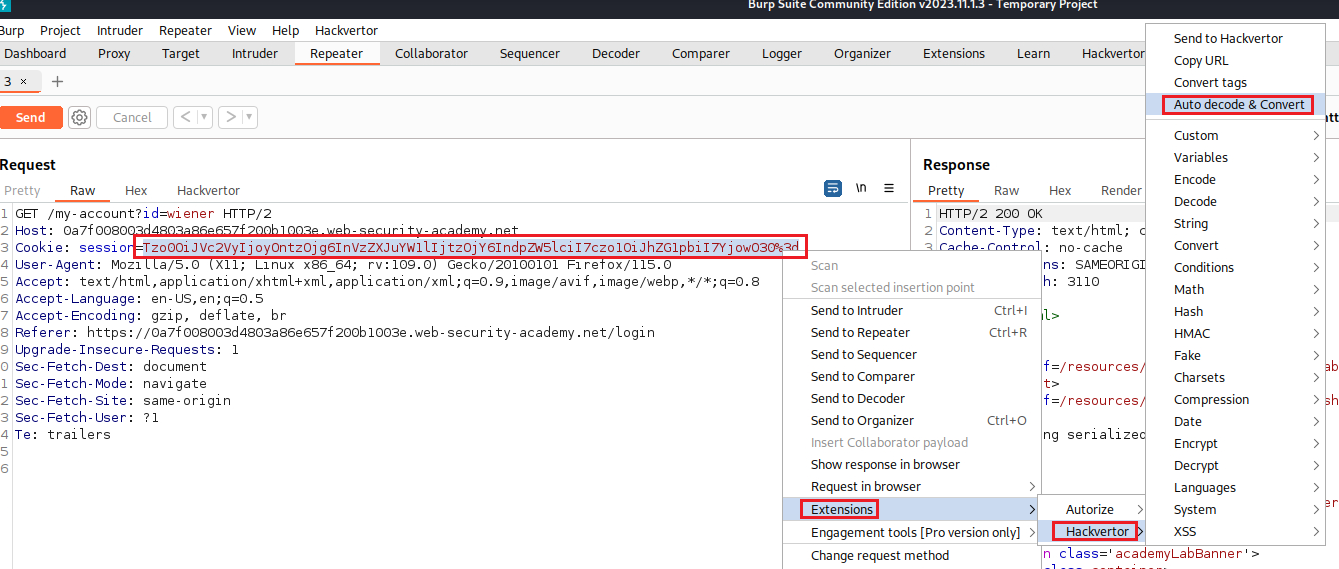 Burp Suite Community Edition v2023.11.1.3 - Temporary Project
Burp Project Intruder Repeater View Help Hackvertor
Dashboard Proxy Target Intruder Repeater Collaborator Sequencer Decoder Comparer Logger Organizer Extensions Learn Hackvertor
3 × +
Send Cancel < > 
Request
Pretty Raw Hex Hackvertor \n
1 GET /my-account?id=wiener HTTP/2
2 Host: 0a7f008003d4803a86e657f200b1003e.web-security-academy.net
3 Cookie: session=Tzo0OiJVc2VyIjoyOntzOjg6InVzZXJuYW1lIjtzOjY6IndpZW5lciI7czo1OiJhZG1pbiI7YjowO30%3d
4 User-Agent: Mozilla/5.0 (X11; Linux x86_64; rv:109.0) Gecko/20100101 Firefox/115.0
5 Accept: text/html,application/xhtml+xml,application/xml;q=0.9,image/avif,image/webp,*/*;q=0.8
6 Accept-Language: en-US,en;q=0.5
7 Accept-Encoding: gzip, deflate, br
8 Referer: https://0a7f008003d4803a86e657f200b1003e.web-security-academy.net/login
9 Upgrade-Insecure-Requests: 1
0 Sec-Fetch-Dest: document
1 Sec-Fetch-Mode: navigate
2 Sec-Fetch-Site: same-origin
3 Sec-Fetch-User: ?1
4 Te: trailers
5
6
Response
Pretty Raw Hex Render
1 HTTP/2 200 OK
2 Content-Type: text/html; c
3 Cache-Control: no-cache
ns: SAMEORIGI
h: 3110
l>
f=/resources/
t>
f=/resources/
ng serialized
n class='academyLabBanner'>
Scan
Scan selected insertion point
Send to Intruder Ctrl+I
Send to Repeater Ctrl+R
Send to Sequencer
Send to Comparer
Send to Decoder
Send to Organizer Ctrl+O
Insert Collaborator payload
Show response in browser
Request in browser
Extensions
Engagement tools [Pro version only]
Change request method
Autorize
Hackvertor
Send to Hackvertor
Copy URL
Convert tags
Auto decode & Convert
Custom
Variables
Encode
Decode
String
Convert
Conditions
Math
Hash
HMAC
Fake
Charsets
Compression
Date
Encrypt
Decrypt
Languages
System
XSS
tt
lab
sh
er